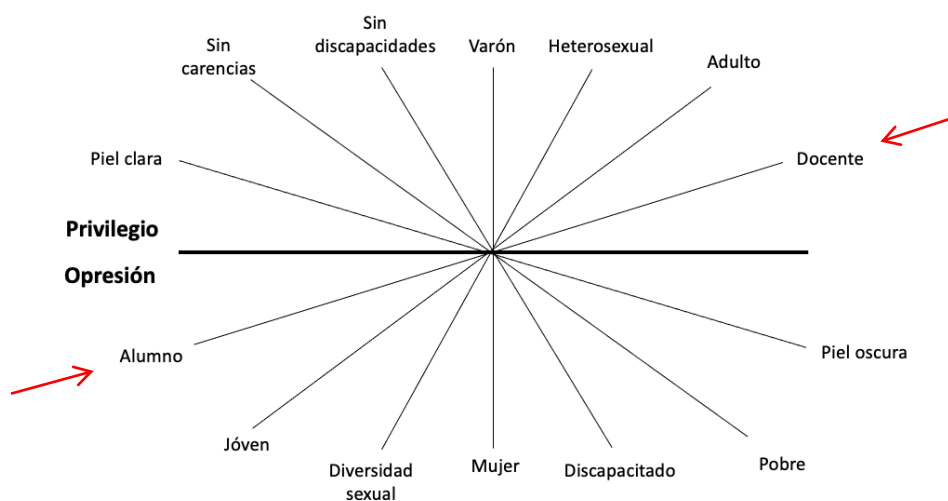 Sin
discapacidades
Varón
Heterosexual
Sin
carencias
Adulto
Piel clara
Docente
Privilegio
Opresión
Alumno
Piel oscura
Jóven
Diversidad
sexual
Mujer
Discapacitado
Pobre